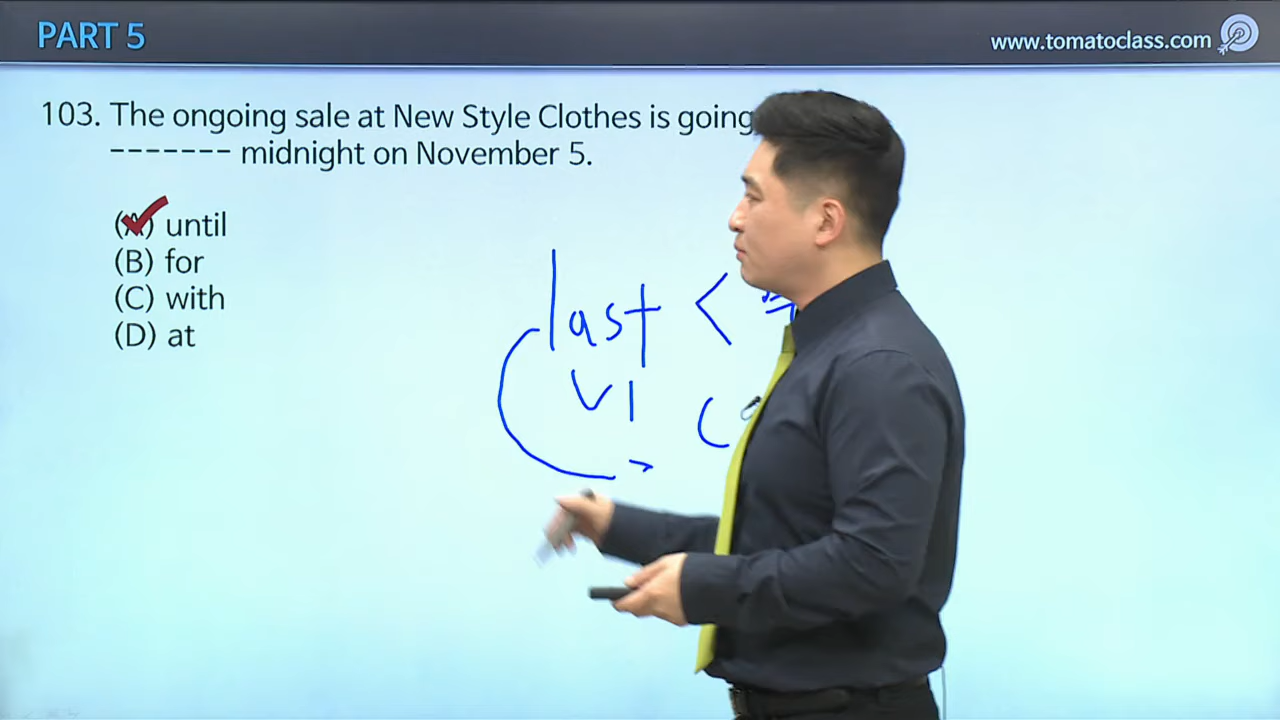 PART 5
www.tomatoclass.com
103. The ongoing sale at New Style Clothes is going
------- midnight on November 5.
(A) until
(B) for
(C) with
(D) at
last <
VI